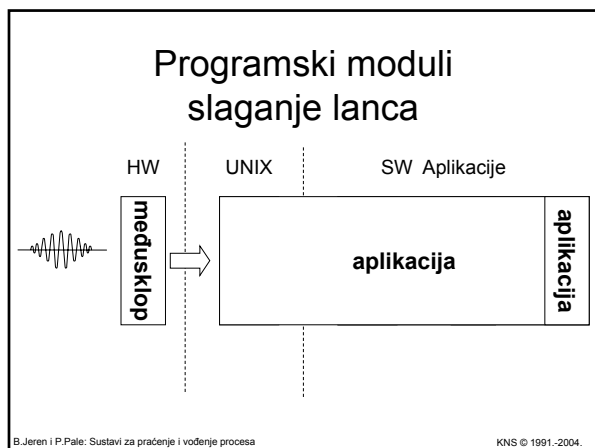 Programski moduli
slaganje lanca
HW
UNIX
SW Aplikacije
međusklop
aplikacija
aplikacija
B.Jeren i P.Pale: Sustavi za praćenje i vođenje procesa
KNS © 1991.-2004.